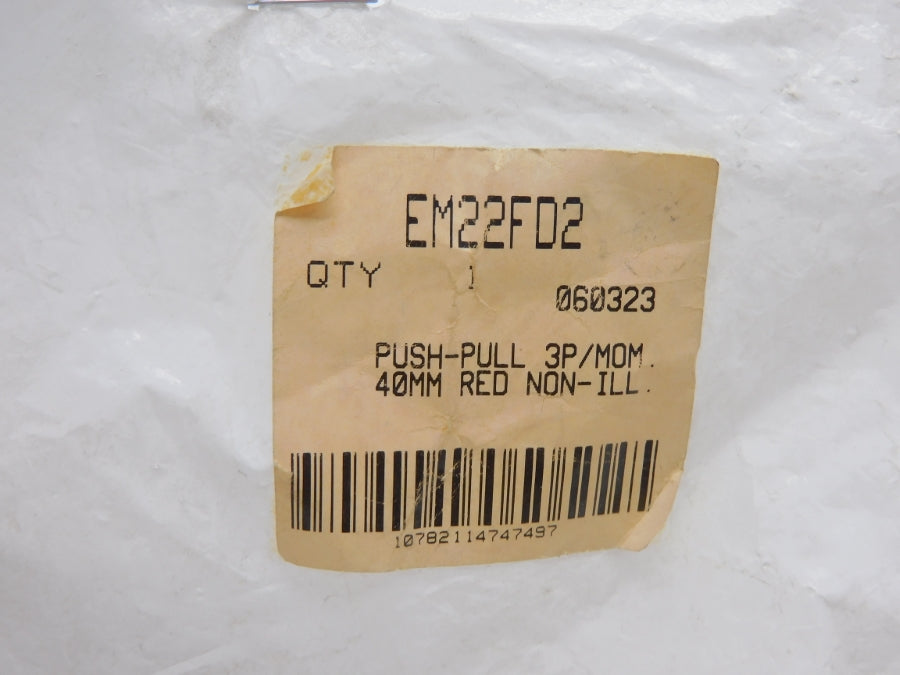 EM22FD2
QTY 1
060323
PUSH-PULL 3P/MOM.
40MM RED NON-ILL.
10782114747497